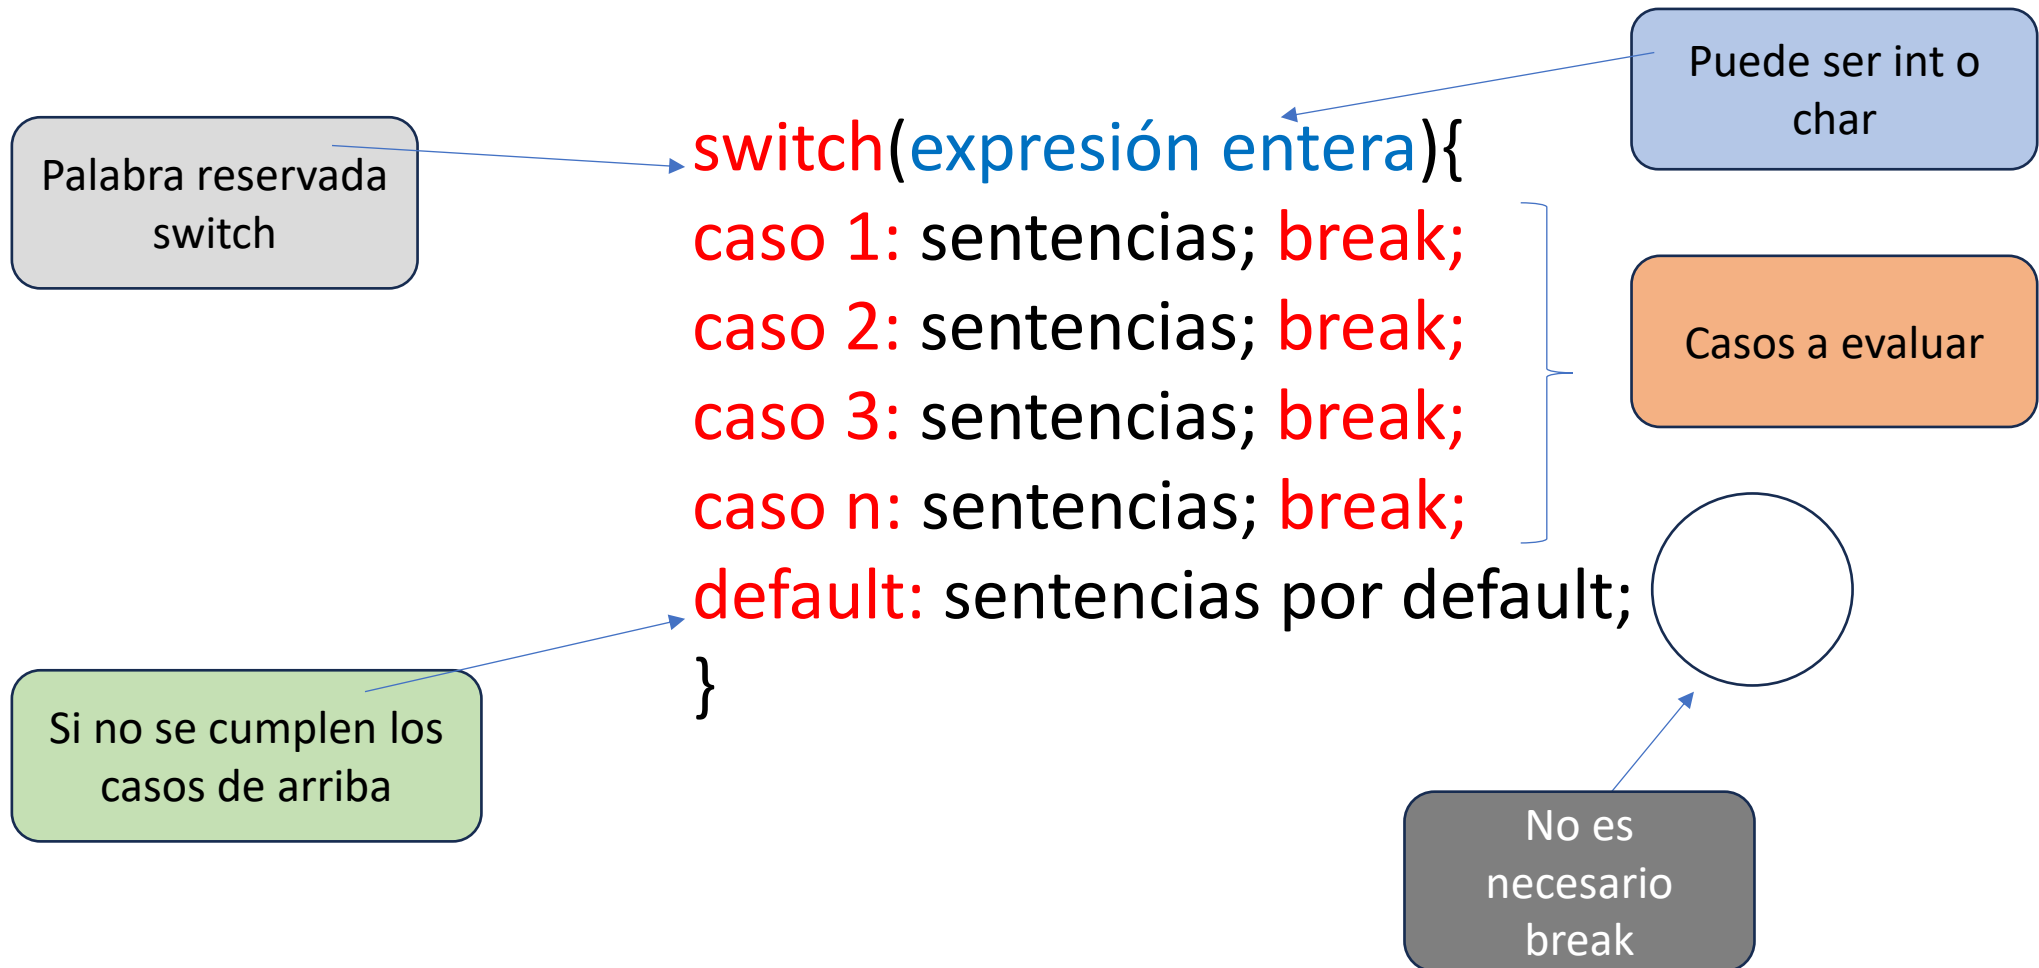 Puede ser int o
char
Palabra reservada
switch
switch(expresión entera){
caso 1: sentencias; break;
caso 2: sentencias; break;
caso 3: sentencias; break;
caso n: sentencias; break;
default: sentencias por default;
}
Casos a evaluar
Si no se cumplen los
casos de arriba
No es
necesario
break